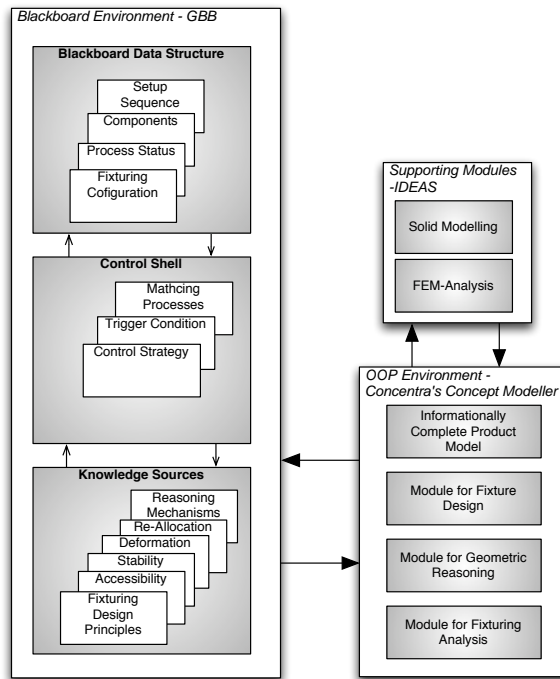 Blackboard Environment - GBB
Blackboard Data Structure
Setup
Sequence
Components
Process Status
Fixturing
Cofiguration
Control Shell
Mathcing
Processes
Trigger Condition
Control Strategy
Knowledge Sources
Reasoning
Mechanisms
Re-Allocation
Deformation
Stability
Accessibility
Fixturing
Design
Principles
Supporting Modules
-IDEAS
Solid Modelling
FEM-Analysis
OOP Environment -
Concentra's Concept Modeller
Informationally
Complete Product
Model
Module for Fixture
Design
Module for Geometric
Reasoning
Module for Fixturing
Analysis